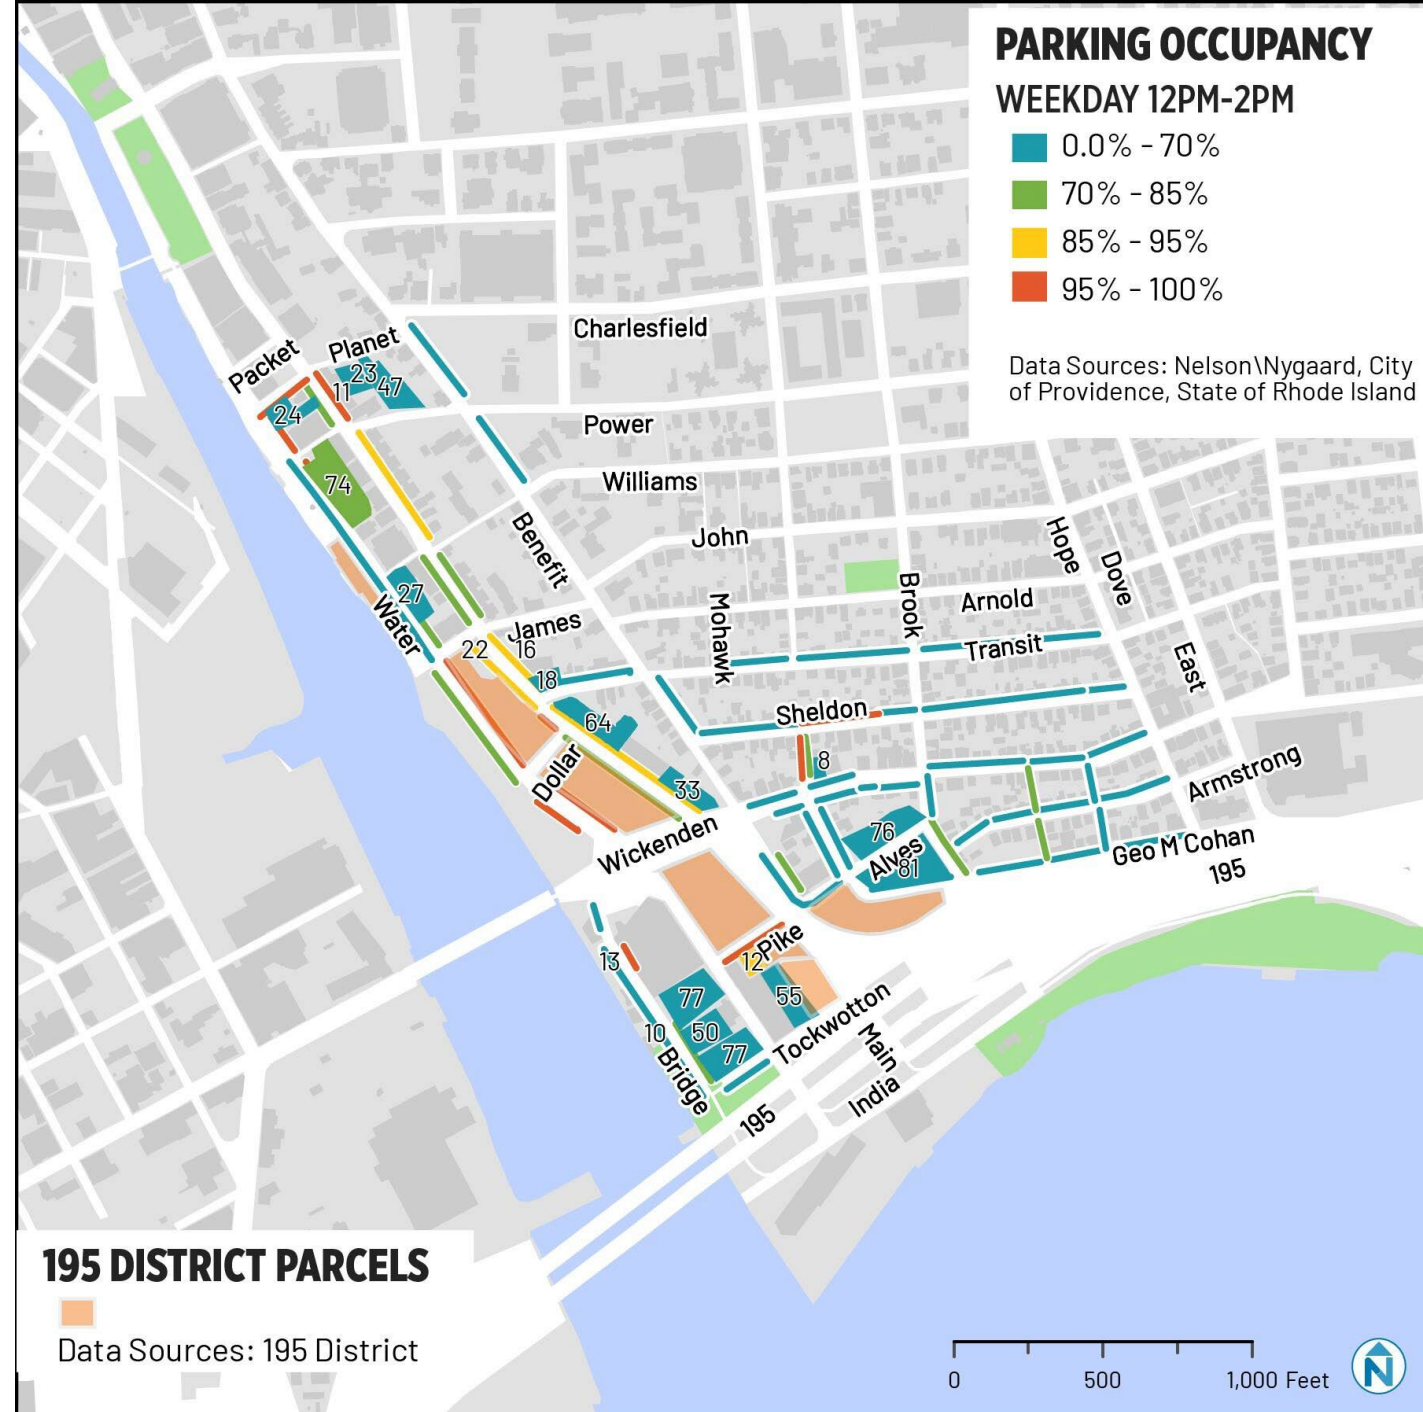 PARKING OCCUPANCY
WEEKDAY 12PM-2PM
0.0% - 70%
70% - 85%
85% - 95%
95% - 100%
Data Sources: Nelson\Nygaard, City
of Providence, State of Rhode Island
Charlesfield
Planet
Packet
23
47
11
24
Power
Williams
74
Benefit
John
Hope
Dove
27
Water
Mohawk
Brook
Arnold
James
22
16
Transit
East
18
Sheldon
64
8
Dollar
33
Armstrong
Wickenden
76
Alves
81
Geo M Cohan
195
Pike
13
12
77
55
10
50
Tockwotton
77
Main
Bridge
India
195
195 DISTRICT PARCELS
Data Sources: 195 District
0
500
1,000 Feet
N